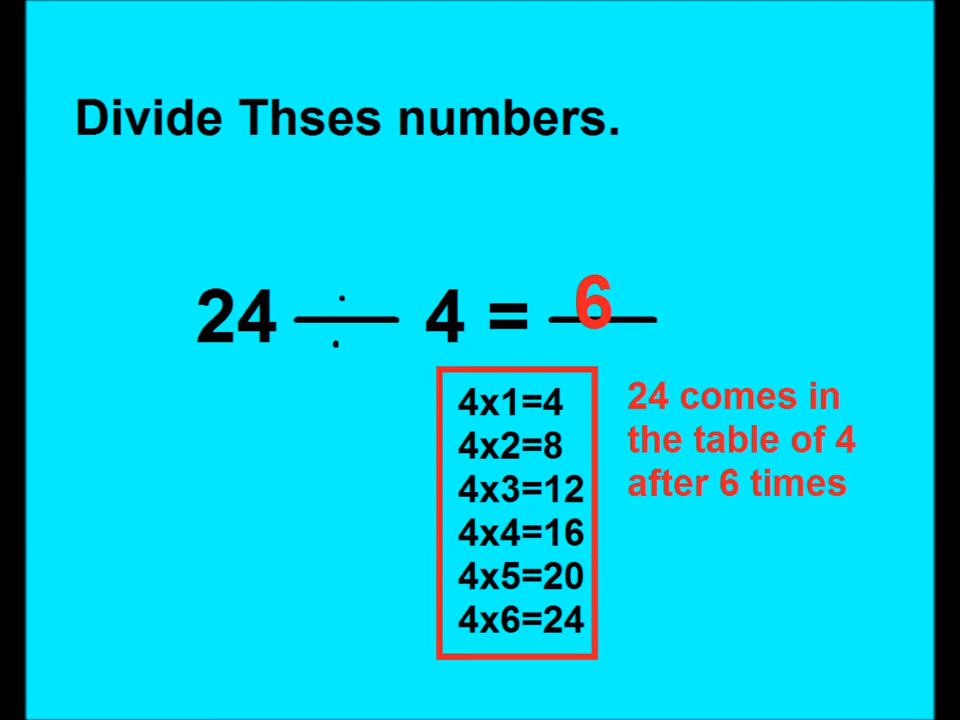 Divide Thses numbers.
24 ÷ 4 = 6
4x1=4
4x2=8
4x3=12
4x4=16
4x5=20
4x6=24
24 comes in
the table of 4
after 6 times